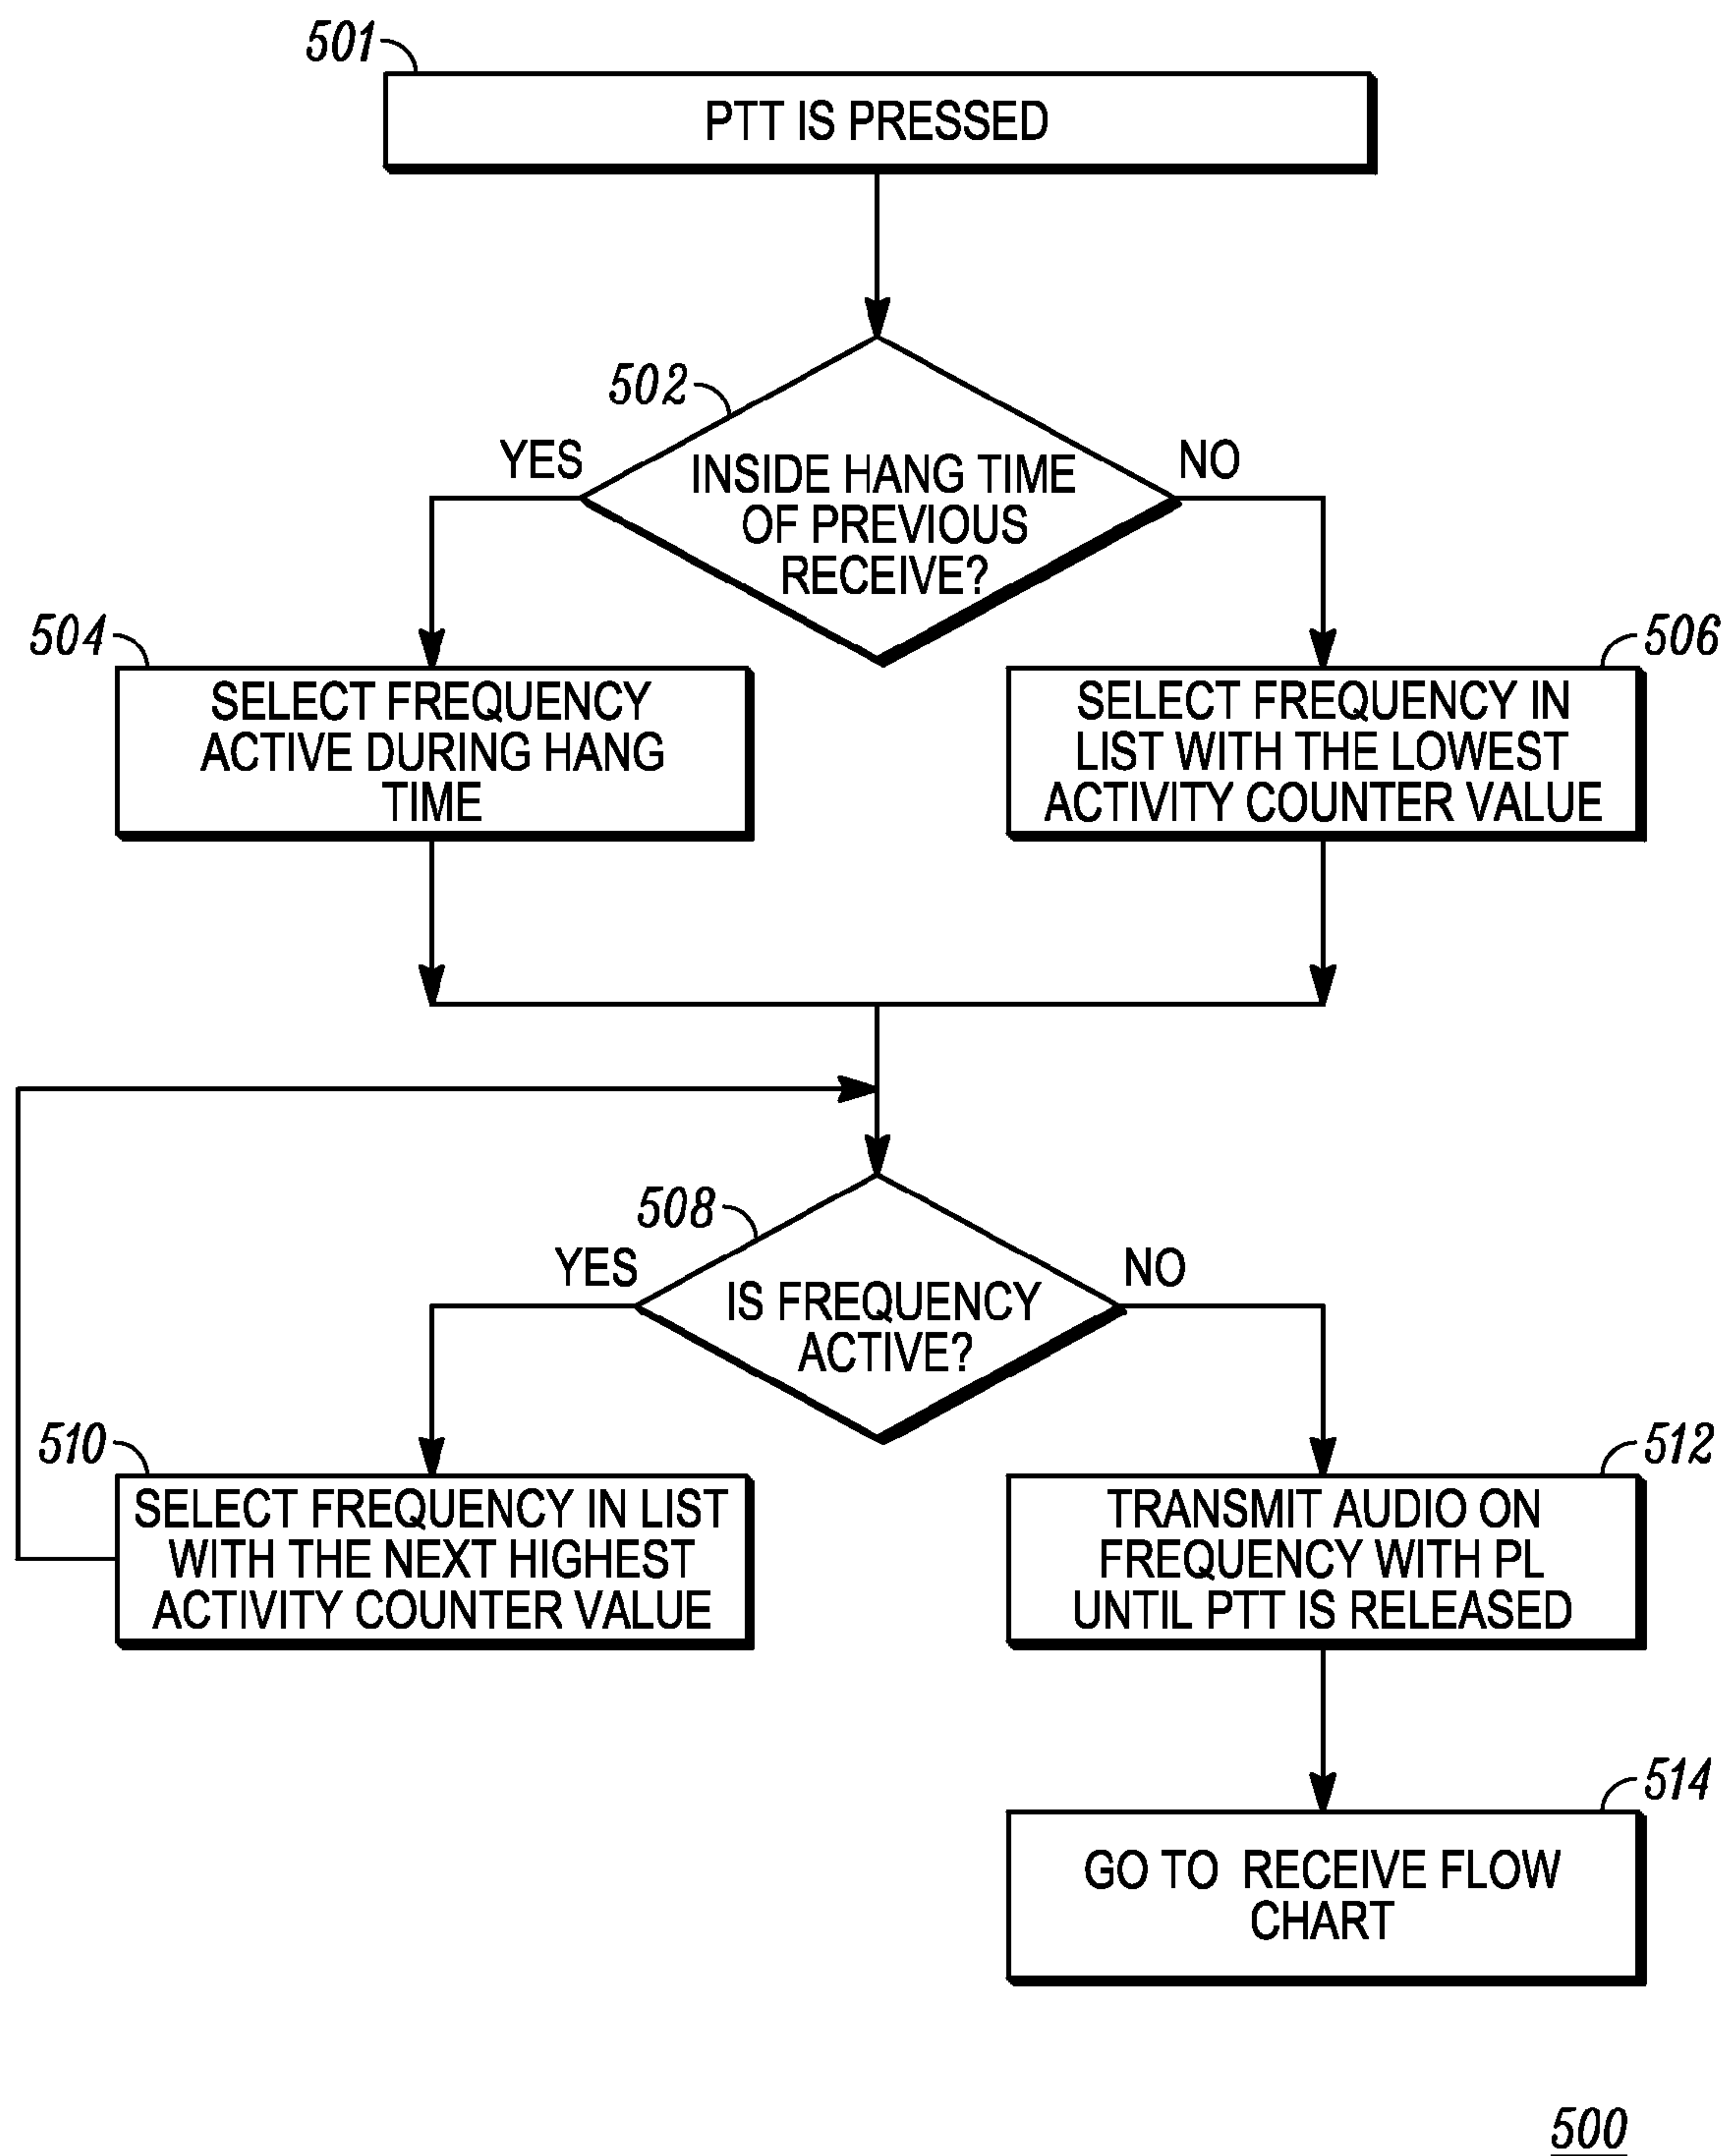 501
PTT IS PRESSED
502
YES
NO
INSIDE HANG TIME
OF PREVIOUS
RECEIVE?
504
SELECT FREQUENCY
ACTIVE DURING HANG
TIME
506
SELECT FREQUENCY IN
LIST WITH THE LOWEST
ACTIVITY COUNTER VALUE
508
YES
NO
IS FREQUENCY
ACTIVE?
510
SELECT FREQUENCY IN LIST
WITH THE NEXT HIGHEST
ACTIVITY COUNTER VALUE
512
TRANSMIT AUDIO ON
FREQUENCY WITH PL
UNTIL PTT IS RELEASED
514
GO TO RECEIVE FLOW
CHART
500